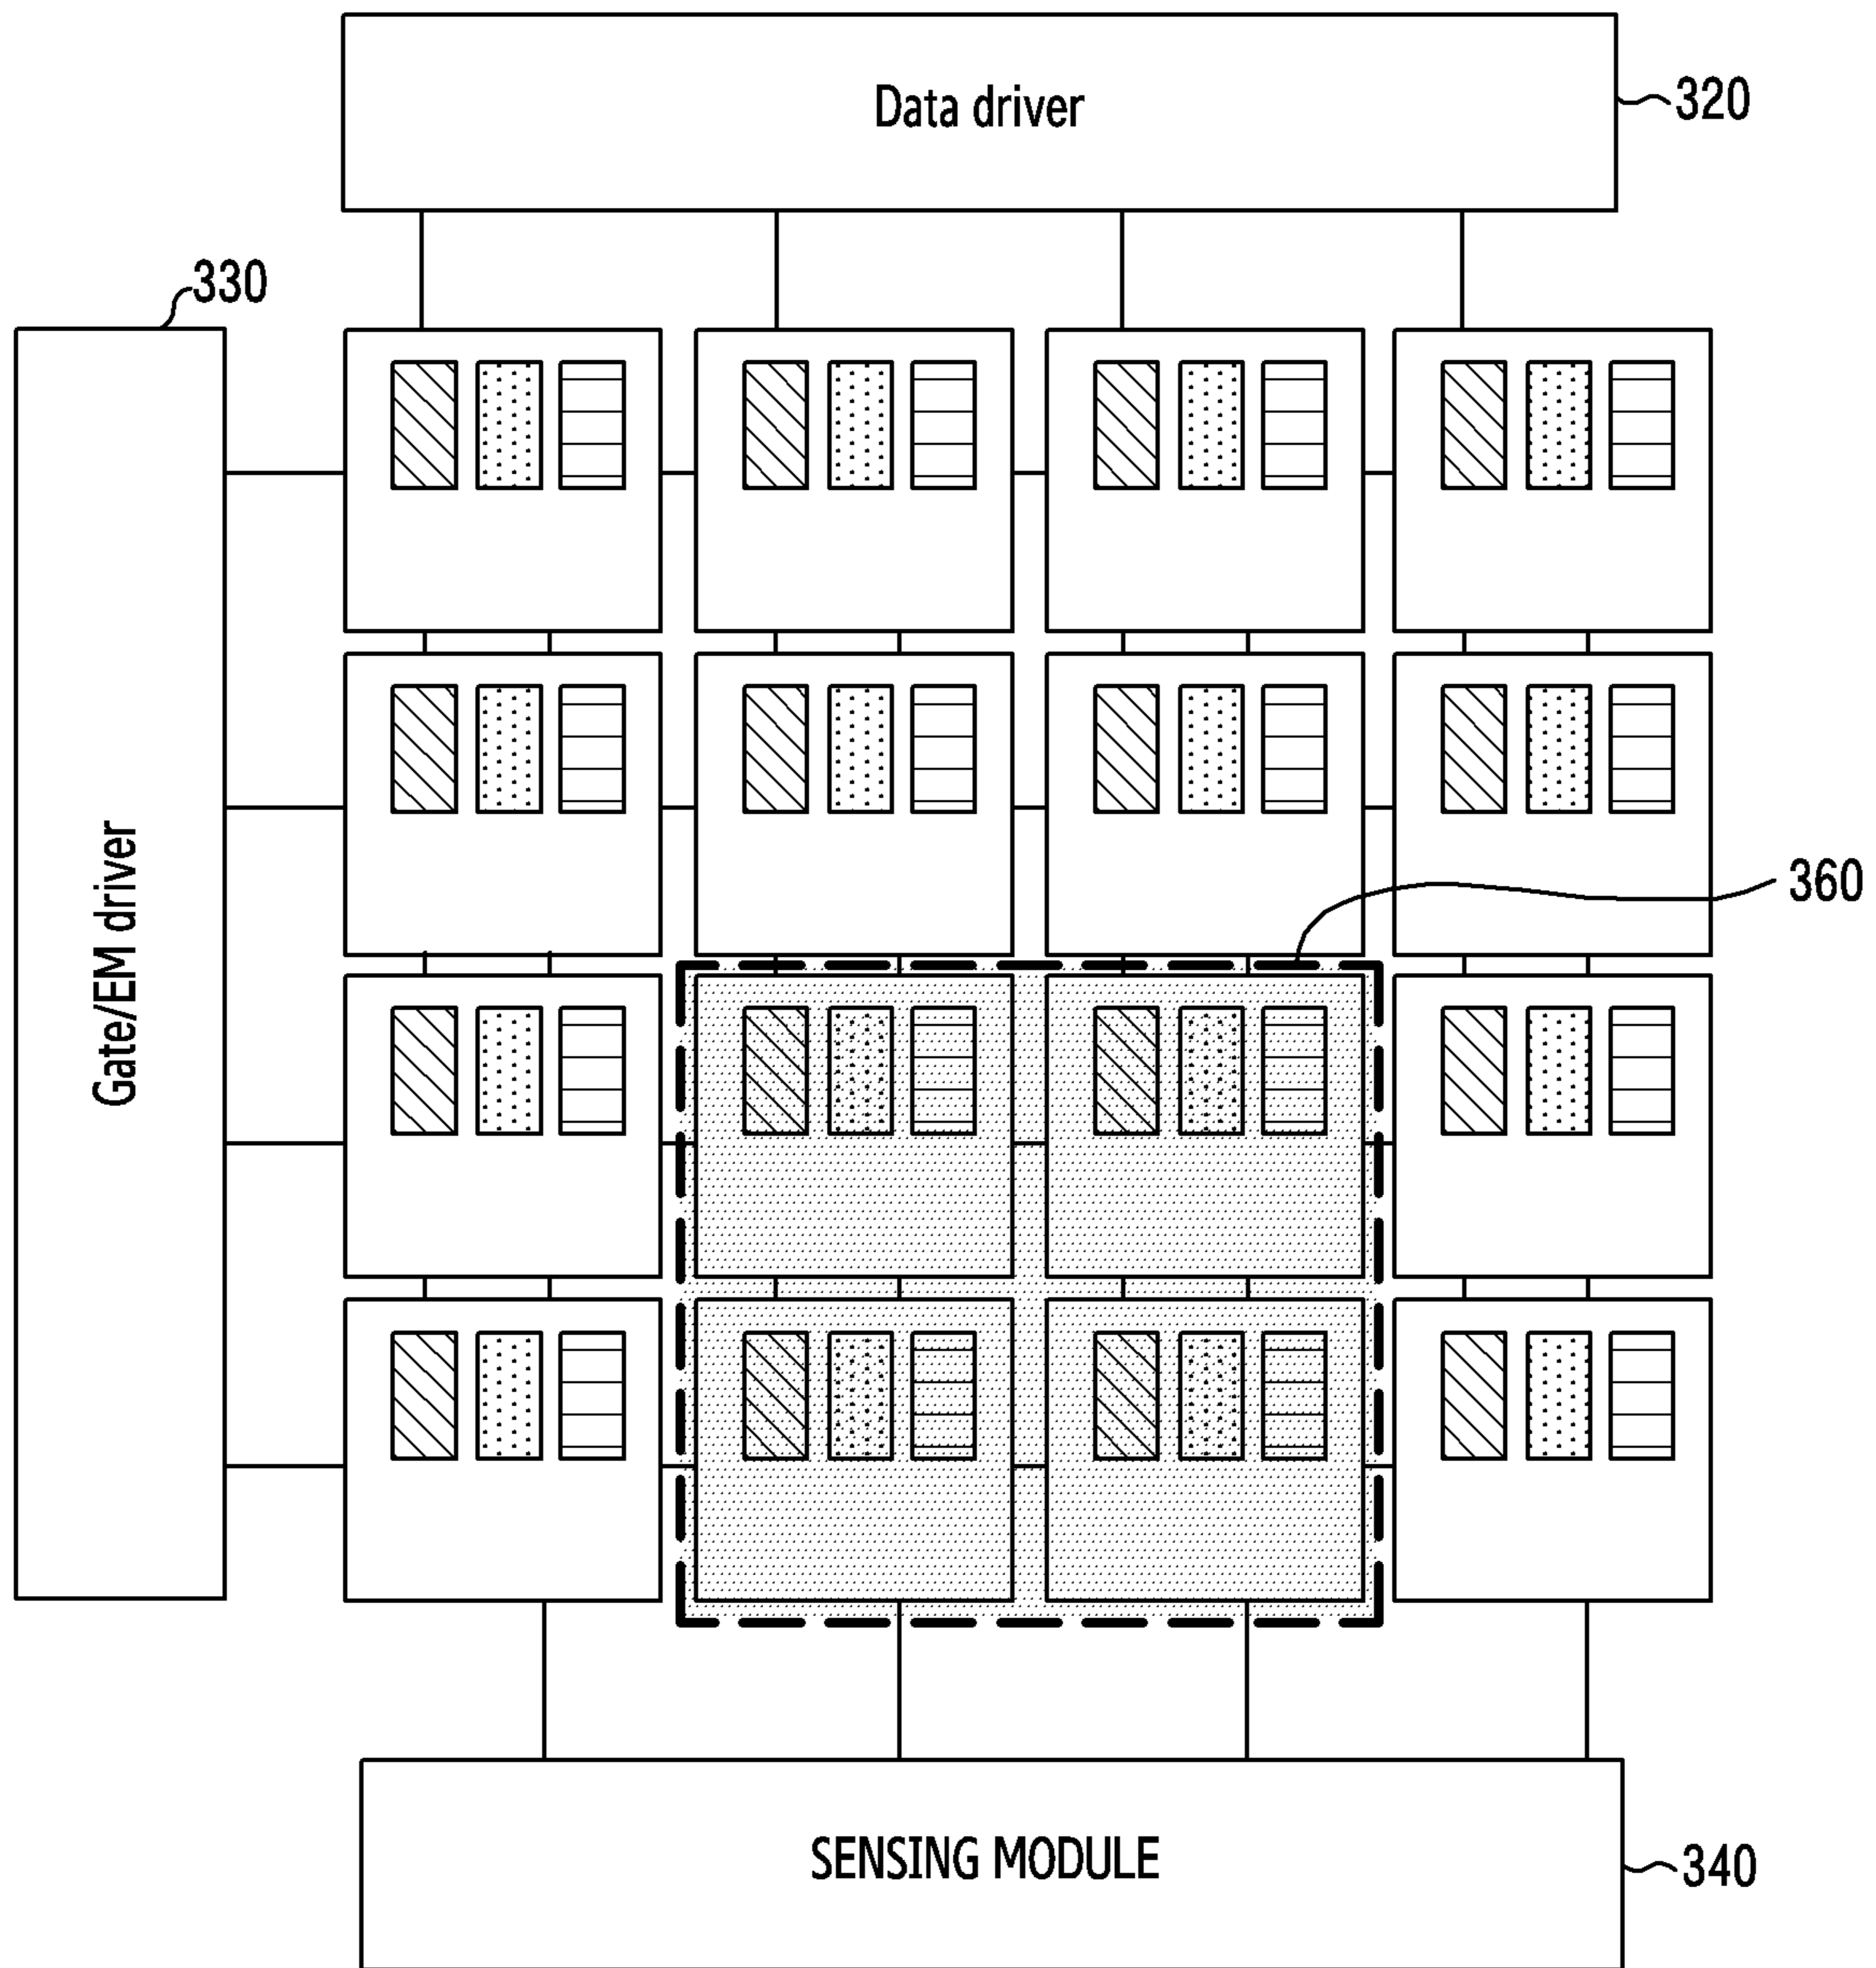 Data driver
320
330
Gate/EM driver
360
SENSING MODULE
340